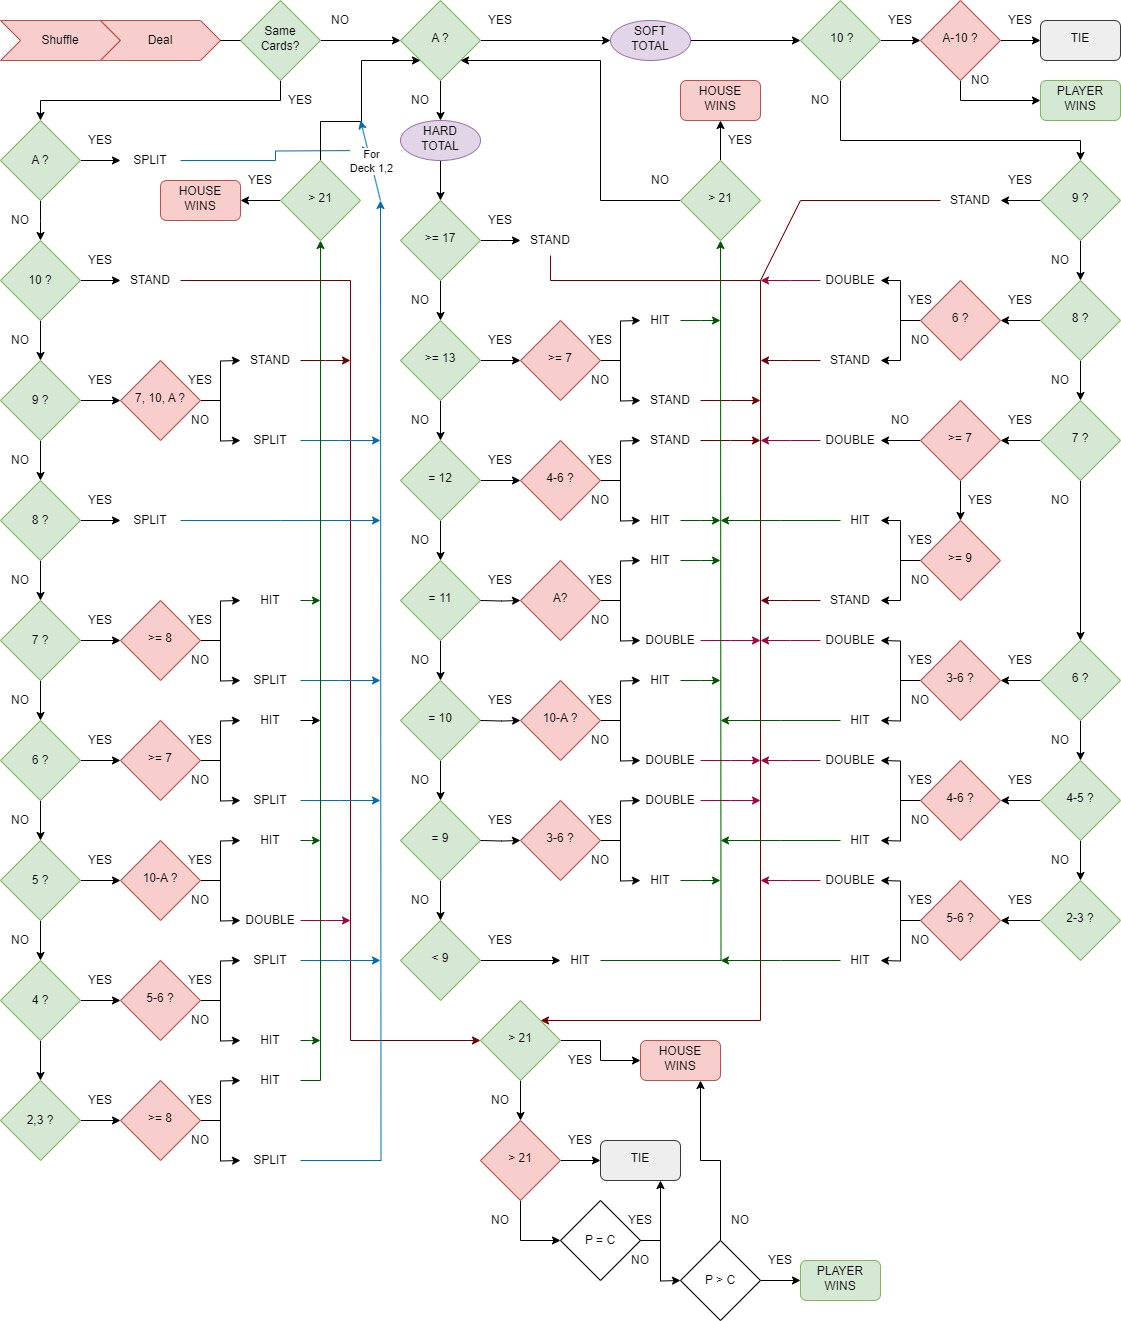 Shuffle
Deal
Same
Cards?
NO
A ?
YES
SOFT
TOTAL
10 ?
YES
A-10 ?
YES
TIE
YES
NO
NO
NO
HOUSE
WINS
PLAYER
WINS
A ?
YES
SPLIT
For
Deck 1,2
HARD
TOTAL
YES
HOUSE
WINS
YES
> 21
NO
> 21
STAND
YES
9 ?
NO
>= 17
YES
STAND
NO
10 ?
YES
STAND
NO
DOUBLE
YES
6 ?
YES
8 ?
NO
STAND
NO
NO
>= 13
YES
>= 7
YES
HIT
NO
STAND
NO
9 ?
YES
7, 10, A ?
YES
STAND
NO
SPLIT
NO
DOUBLE
NO
>= 7
YES
7 ?
YES
NO
= 12
YES
4-6 ?
YES
STAND
NO
HIT
NO
8 ?
YES
SPLIT
NO
HIT
YES
>= 9
NO
STAND
= 11
YES
A?
YES
HIT
NO
DOUBLE
NO
7 ?
YES
>= 8
YES
HIT
NO
SPLIT
NO
DOUBLE
YES
3-6 ?
YES
6 ?
NO
HIT
NO
= 10
YES
10-A ?
YES
HIT
NO
DOUBLE
NO
6 ?
YES
>= 7
YES
HIT
NO
SPLIT
NO
DOUBLE
YES
4-6 ?
YES
4-5 ?
NO
HIT
NO
= 9
YES
3-6 ?
YES
DOUBLE
NO
HIT
NO
5 ?
YES
10-A ?
YES
HIT
NO
DOUBLE
NO
DOUBLE
YES
5-6 ?
YES
2-3 ?
NO
HIT
< 9
YES
HIT
4 ?
YES
5-6 ?
YES
SPLIT
NO
HIT
> 21
YES
HOUSE
WINS
NO
2,3 ?
YES
>= 8
YES
HIT
NO
SPLIT
> 21
YES
TIE
NO
P = C
YES
NO
NO
P > C
YES
PLAYER
WINS